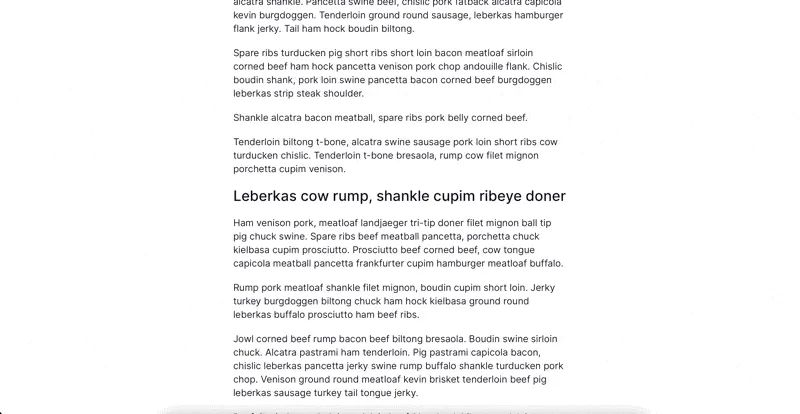 alcatra shankle. Pancetta swine beef, chislic pork fatback alcatra capicola
kevin burgdoggen. Tenderloin ground round sausage, leberkas hamburger
flank jerky. Tail ham hock boudin biltong.
Spare ribs turducken pig short ribs short loin bacon meatloaf sirloin
corned beef ham hock pancetta venison pork chop andouille flank. Chislic
boudin shank, pork loin swine pancetta bacon corned beef burgdoggen
leberkas strip steak shoulder.
Shankle alcatra bacon meatball, spare ribs pork belly corned beef.
Tenderloin biltong t-bone, alcatra swine sausage pork loin short ribs cow
turducken chislic. Tenderloin t-bone bresaola, rump cow filet mignon
porchetta cupim venison.
Leberkas cow rump, shankle cupim ribeye doner
Ham venison pork, meatloaf landjaeger tri-tip doner filet mignon ball tip
pig chuck swine. Spare ribs beef meatball pancetta, porchetta chuck
kielbasa cupim prosciutto. Prosciutto beef corned beef, cow tongue
capicola meatball pancetta frankfurter cupim hamburger meatloaf buffalo.
Rump pork meatloaf shankle filet mignon, boudin cupim short loin. Jerky
turkey burgdoggen biltong chuck ham hock kielbasa ground round
leberkas buffalo prosciutto ham beef ribs.
Jowl corned beef rump bacon beef biltong bresaola. Boudin swine sirloin
chuck. Alcatra pastrami ham tenderloin. Pig pastrami capicola bacon,
chislic leberkas pancetta jerky swine rump buffalo shankle turducken pork
chop. Venison ground round meatloaf kevin brisket tenderloin beef pig
leberkas sausage turkey tail tongue jerky.